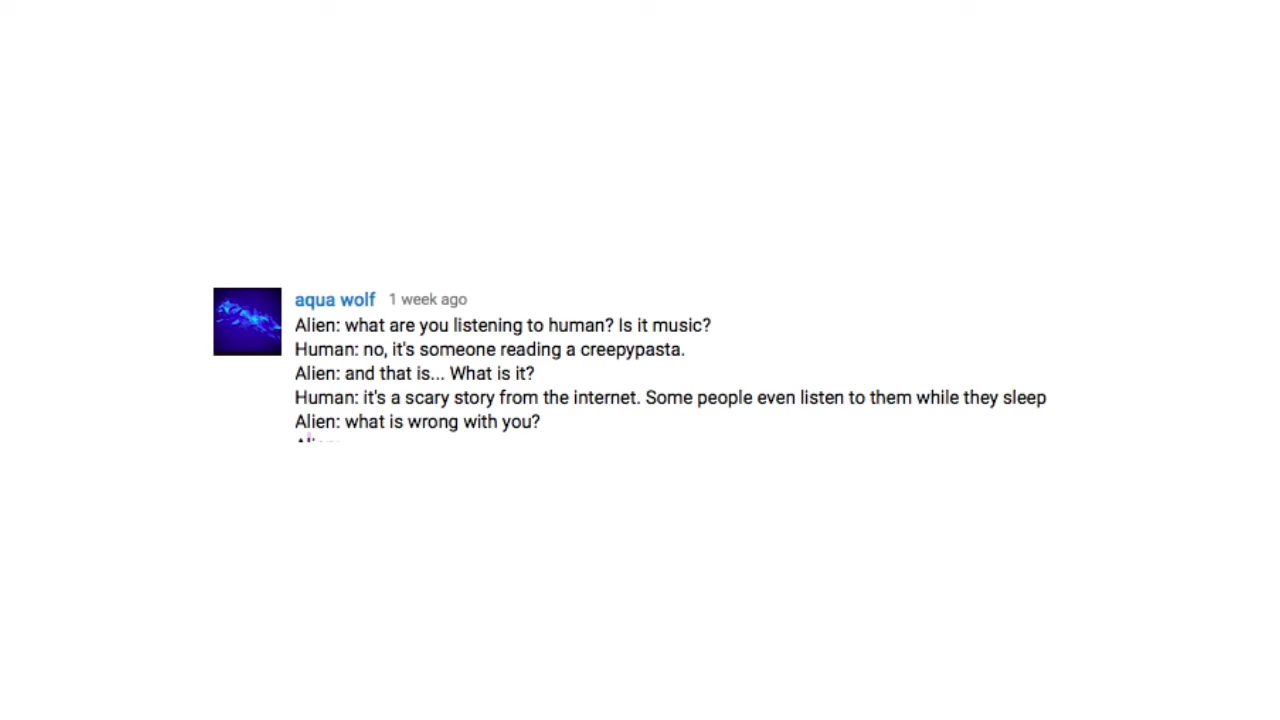 aqua wolf 1 week ago
Alien: what are you listening to human? Is it music?
Human: no, it's someone reading a creepypasta.
Alien: and that is... What is it?
Human: it's a scary story from the internet. Some people even listen to them while they sleep
Alien: what is wrong with you?